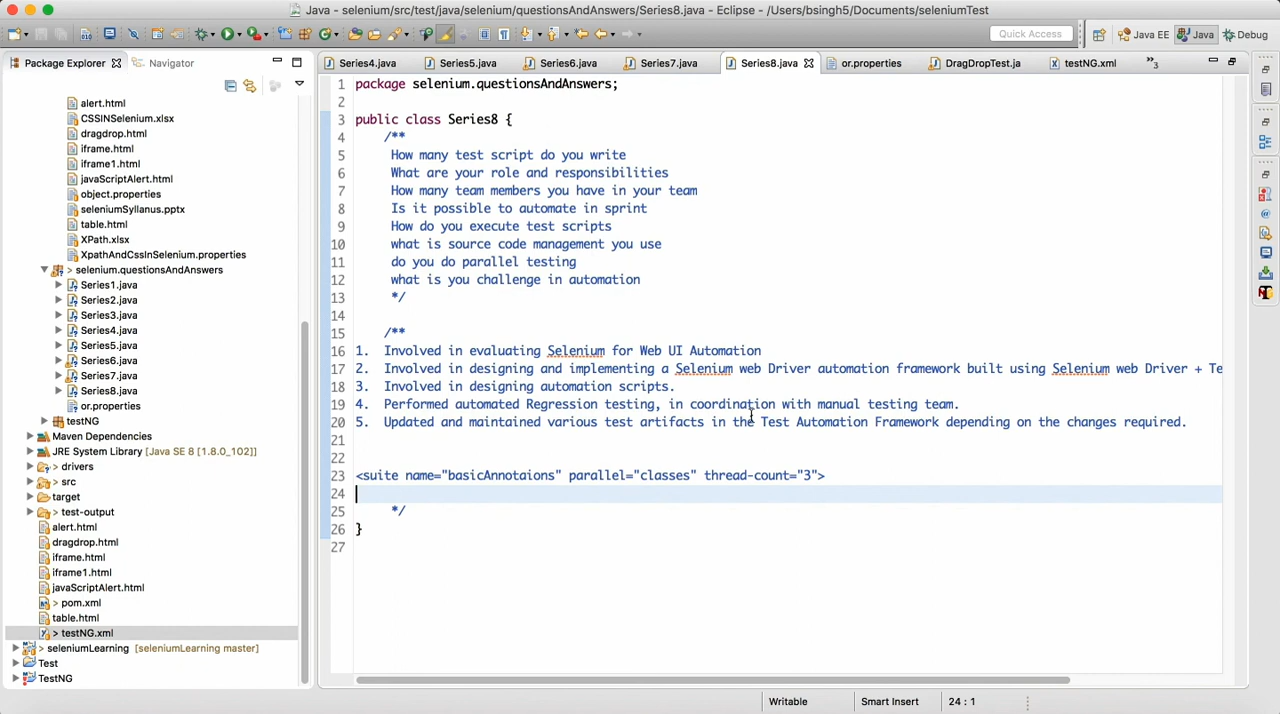 Java - selenium/src/test/java/selenium/questionsAndAnswers/Series8.java - Eclipse - /Users/bsingh5/Documents/seleniumTest
Quick Access
Java EE
Java
Debug
Package Explorer
Navigator
Series4.java
Series5.java
Series6.java
Series7.java
Series8.java
or.properties
DragDropTest.ja
testNG.xml
»3
alert.html
CSSINSelenium.xlsx
dragdrop.html
iframe.html
iframe1.html
javaScriptAlert.html
object.properties
seleniumSyllanus.pptx
table.html
XPath.xlsx
XpathAndCssInSelenium.properties
> selenium.questionsAndAnswers
Series1.java
Series2.java
Series3.java
Series4.java
Series5.java
Series6.java
Series7.java
Series8.java
or.properties
testNG
Maven Dependencies
JRE System Library [Java SE 8 [1.8.0_102]]
> drivers
> src
target
> test-output
alert.html
dragdrop.html
iframe.html
iframe1.html
javaScriptAlert.html
> pom.xml
table.html
> testNG.xml
> seleniumLearning [seleniumLearning master]
Test
TestNG
1 package selenium.questionsAndAnswers;
2
3 public class Series8 {
4 /**
5 How many test script do you write
6 What are your role and responsibilities
7 How many team members you have in your team
8 Is it possible to automate in sprint
9 How do you execute test scripts
10 what is source code management you use
11 do you do parallel testing
12 what is you challenge in automation
13 */
14
15 /**
16 1. Involved in evaluating Selenium for Web UI Automation
17 2. Involved in designing and implementing a Selenium web Driver automation framework built using Selenium web Driver + Te
18 3. Involved in designing automation scripts.
19 4. Performed automated Regression testing, in coordination with manual testing team.
20 5. Updated and maintained various test artifacts in the Test Automation Framework depending on the changes required.
21
22
23 <suite name="basicAnnotaions" parallel="classes" thread-count="3">
24
25 */
26 }
27
Writable
Smart Insert
24 : 1